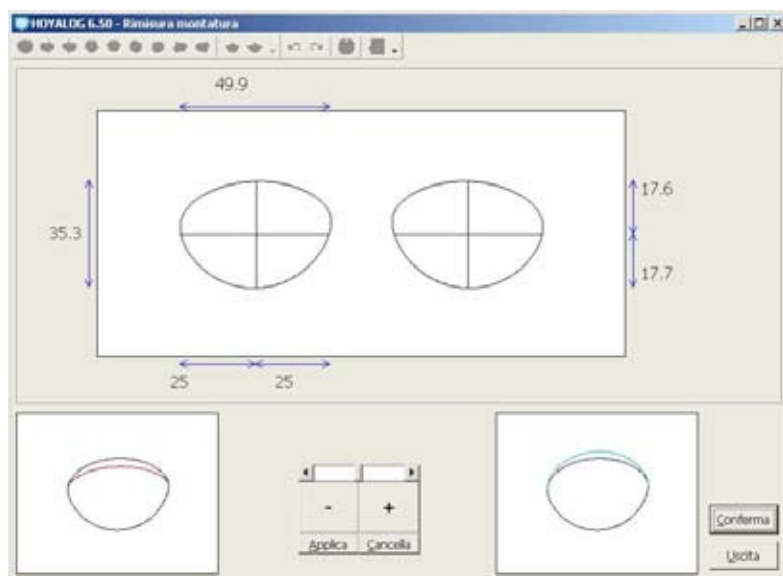 HOYALOG 6.50 - Rimisura montatura
49.9
35.3
17.6
17.7
25 25
- +
Applica Cancella
Conferma
Uscita